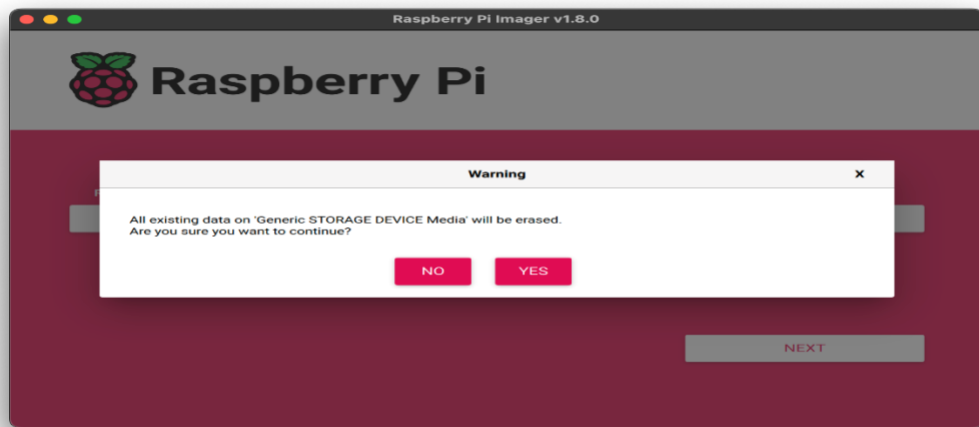 Raspberry Pi Imager v1.8.0
Raspberry Pi
Warning
x
All existing data on 'Generic STORAGE DEVICE Media' will be erased.
Are you sure you want to continue?
NO YES
NEXT